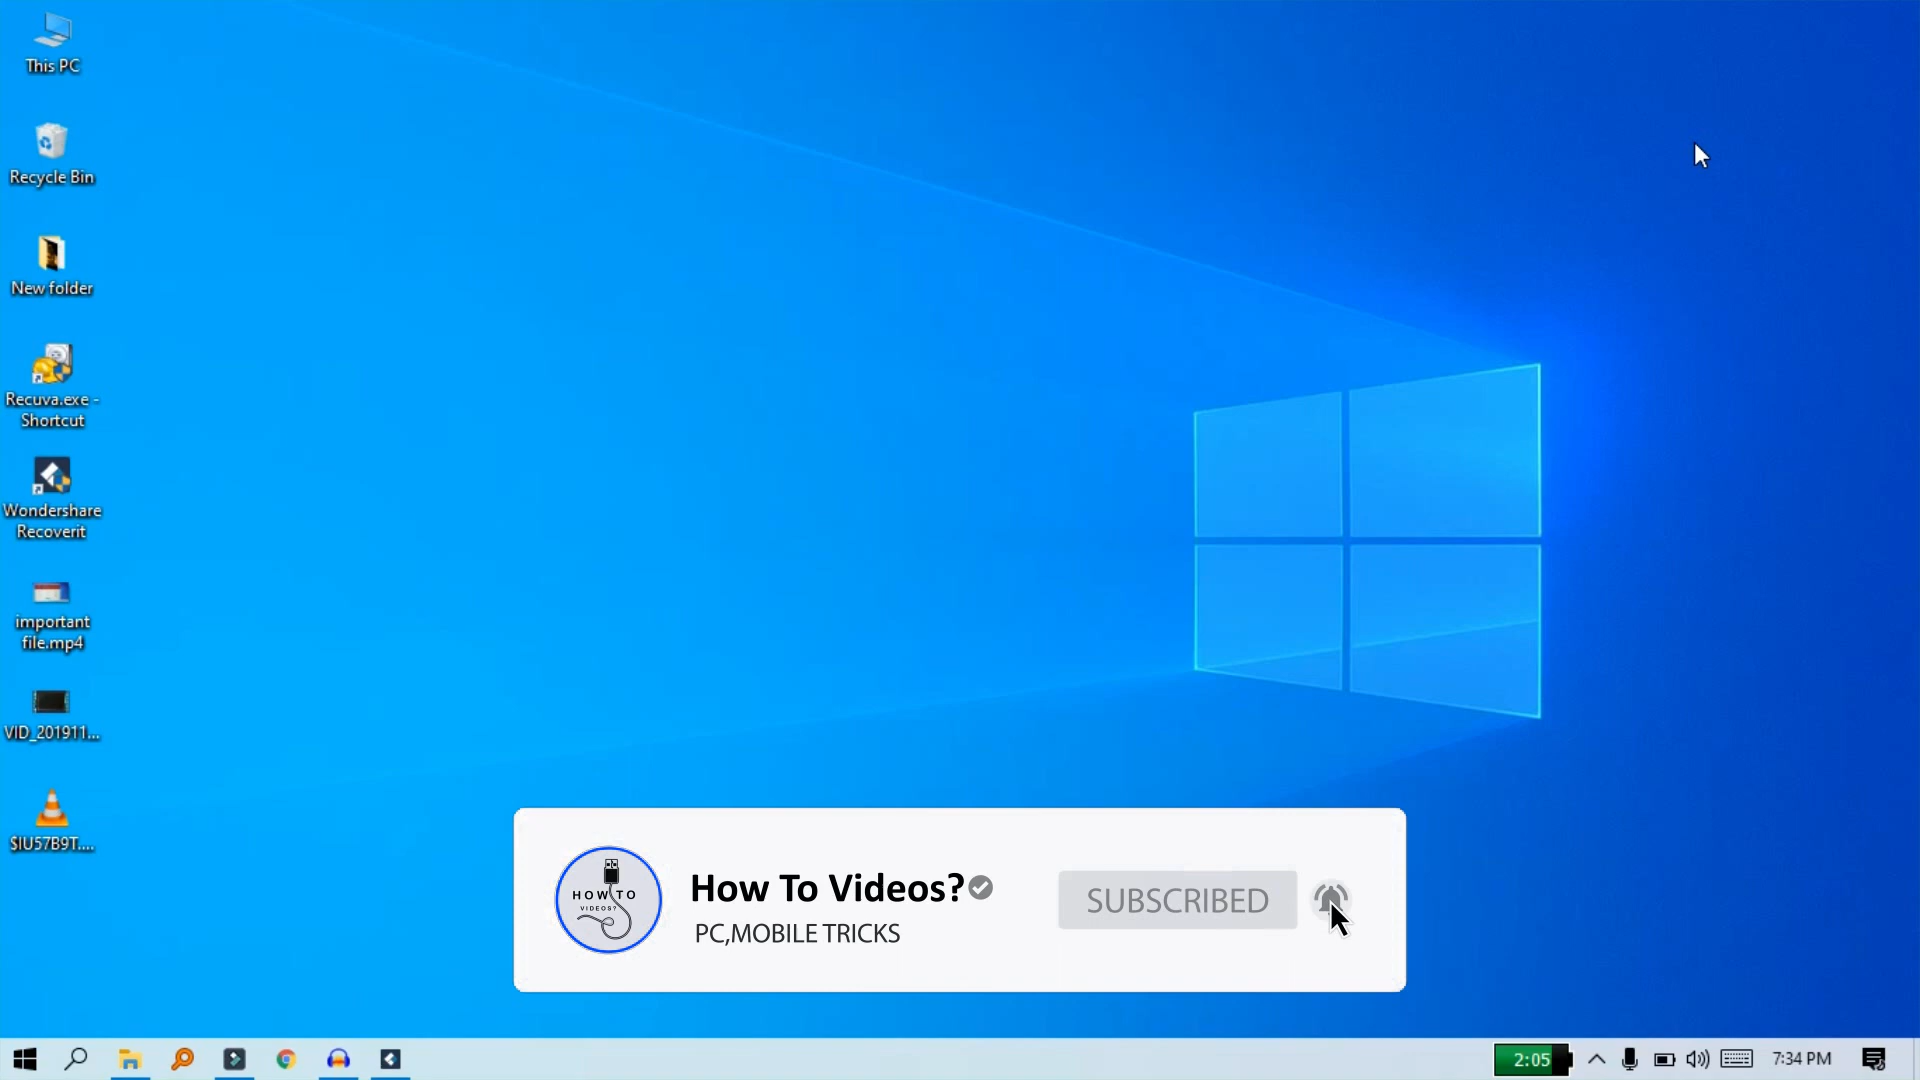 This PC
Recycle Bin
New folder
Recuva.exe -
Shortcut
Wondershare
Recoverit
important
file.mp4
VID_201911...
$IU57B9T....
HOW TO
VIDEOS?
How To Videos?
PC,MOBILE TRICKS
SUBSCRIBED
2:05
7:34 PM